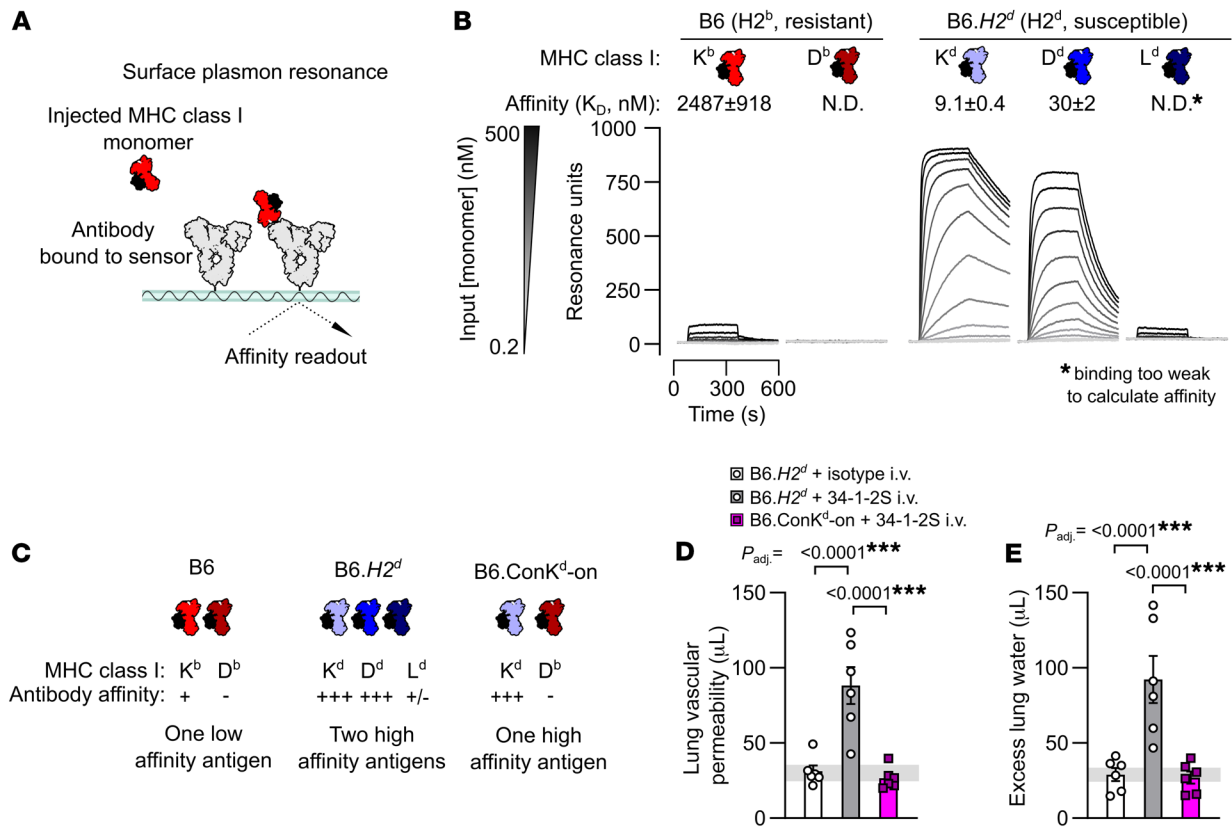 A
Surface plasmon resonance
Injected MHC class I
monomer
Antibody
bound to sensor
Affinity readout
B
B6 (H2ᵇ, resistant)
B6.H2ᵈ (H2ᵈ, susceptible)
MHC class I:
Kᵇ
Dᵇ
Kᵈ
Dᵈ
Lᵈ
Affinity (K_D, nM):
2487±918
N.D.
9.1±0.4
30±2
N.D.*
Input [monomer] (nM)
500
0.2
Resonance units
1000
750
500
250
0
0
300
600
Time (s)
* binding too weak
to calculate affinity
C
B6
B6.H2ᵈ
B6.ConKᵈ-on
MHC class I: Kᵇ Dᵇ Kᵈ Dᵈ Lᵈ Kᵈ Dᵇ
Antibody affinity: + - +++ +++ +/- +++ -
One low
affinity antigen
Two high
affinity antigens
One high
affinity antigen
B6.H2ᵈ + isotype i.v.
B6.H2ᵈ + 34-1-2S i.v.
B6.ConKᵈ-on + 34-1-2S i.v.
D
P_adj.= <0.0001***
<0.0001***
Lung vascular
permeability (µL)
150
100
50
0
E
P_adj.= <0.0001***
<0.0001***
Excess lung water (µL)
150
100
50
0